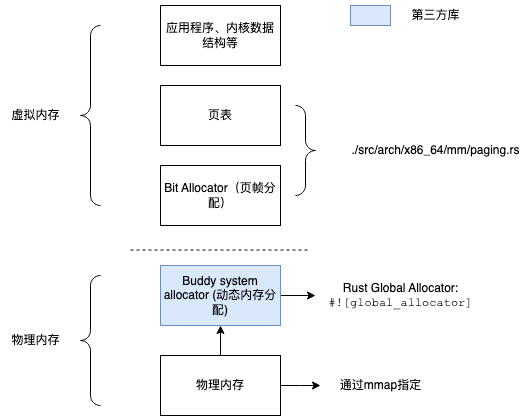 应用程序、内核数据
结构等
第三方库
虚拟内存
页表
./src/arch/x86_64/mm/paging.rs
Bit Allocator（页帧分
配）
Buddy system
allocator (动态内存分
配)
Rust Global Allocator:
#![global_allocator]
物理内存
物理内存
通过mmap指定